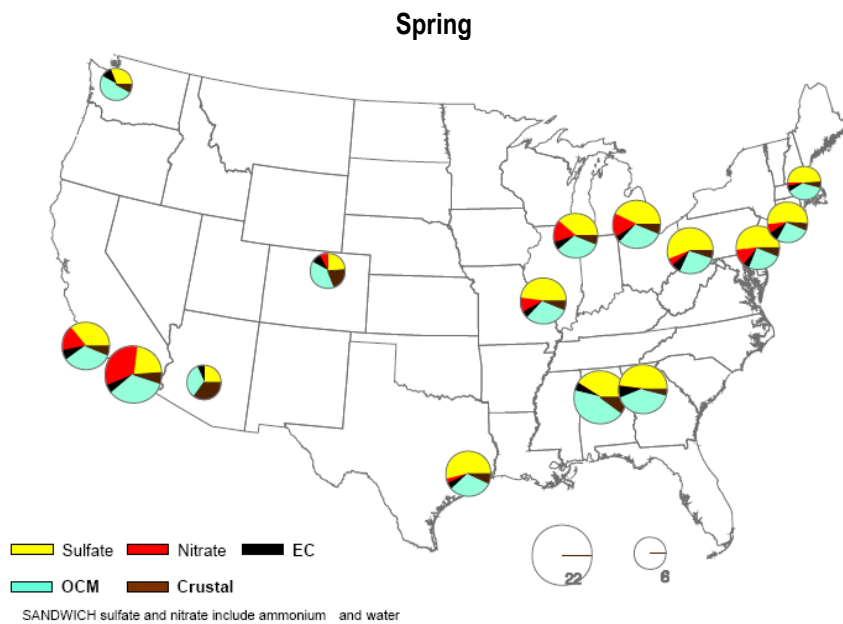 Spring
22 6
Sulfate Nitrate EC
OCM Crustal
SANDWICH sulfate and nitrate include ammonium and water